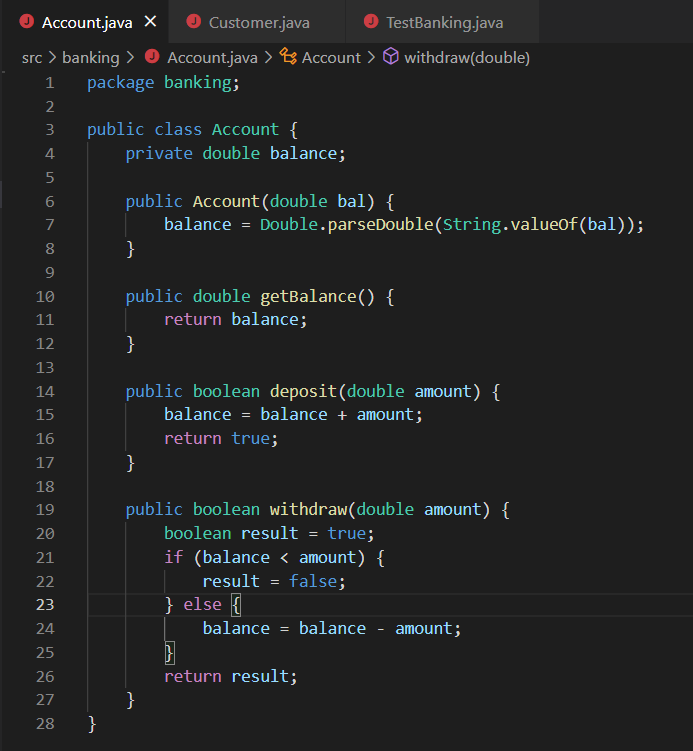 Account.java Customer.java TestBanking.java
src > banking > Account.java > Account > withdraw(double)
1 package banking;
2
3 public class Account {
4     private double balance;
5
6     public Account(double bal) {
7         balance = Double.parseDouble(String.valueOf(bal));
8     }
9
10     public double getBalance() {
11         return balance;
12     }
13
14     public boolean deposit(double amount) {
15         balance = balance + amount;
16         return true;
17     }
18
19     public boolean withdraw(double amount) {
20         boolean result = true;
21         if (balance < amount) {
22             result = false;
23         } else {
24             balance = balance - amount;
25         }
26         return result;
27     }
28 }